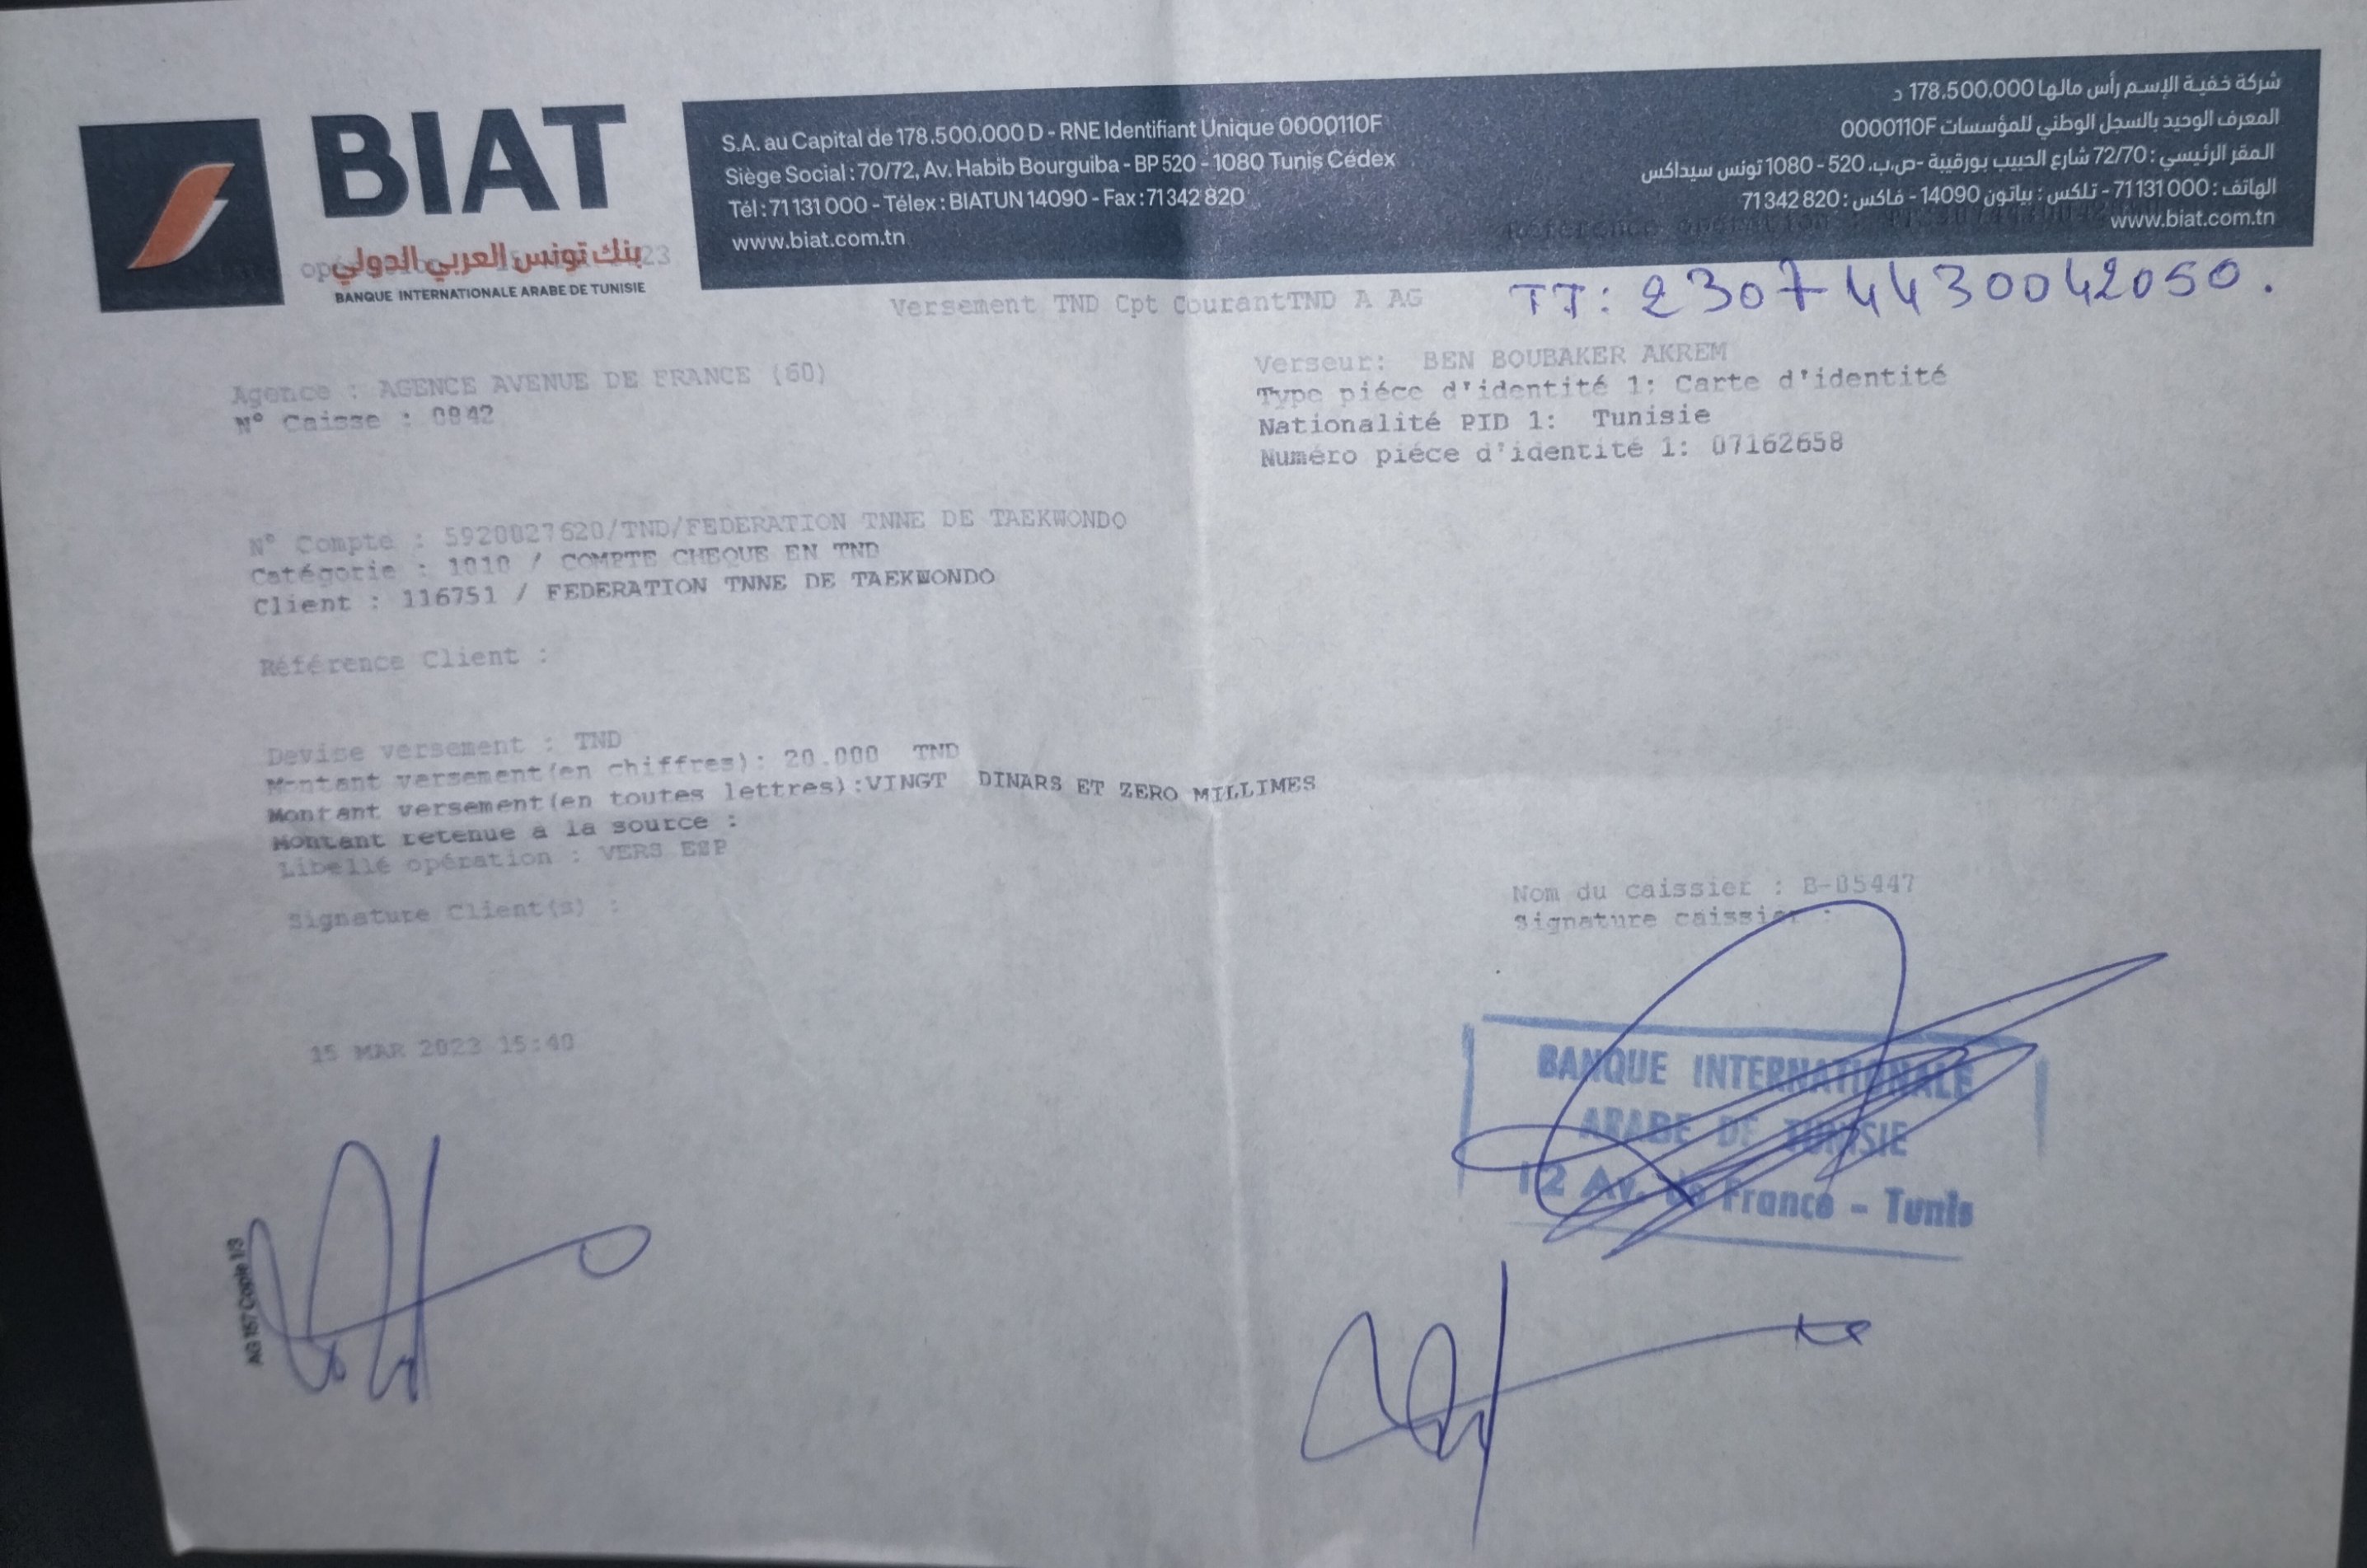 BIAT
بنك تونس العربي الدولي
BANQUE INTERNATIONALE ARABE DE TUNISIE
S.A. au Capital de 178.500.000 D - RNE Identifiant Unique 0000110F
Siège Social : 70/72, Av. Habib Bourguiba - BP 520 - 1080 Tunis Cédex
Tél : 71 131 000 - Télex : BIATUN 14090 - Fax : 71 342 820
www.biat.com.tn
شركة خفية الإسم رأس مالها 178.500.000 د
المعرف الوحيد بالسجل الوطني للمؤسسات 0000110F
المقر الرئيسي : 72/70 شارع الحبيب بورقيبة -ص.ب. 520 - 1080 تونس سيداكس
الهاتف : 71 131 000 - تلكس : بياتون 14090 - فاكس : 71 342 820
www.biat.com.tn
Référence opération :
Versement TND Cpt CourantTND A AG
TT: 23074430042050.
Agence : AGENCE AVENUE DE FRANCE (60)
N° Caisse : 0842
Verseur: BEN BOUBAKER AKREM
Type piéce d'identité 1: Carte d'identité
Nationalité PID 1: Tunisie
Numéro piéce d'identité 1: 07162658
N° Compte : 5920027620/TND/FEDERATION TNNE DE TAEKWONDO
Catégorie : 1010 / COMPTE CHEQUE EN TND
Client : 116751 / FEDERATION TNNE DE TAEKWONDO
Référence Client :
Devise versement : TND
Montant versement(en chiffres): 20.000 TND
Montant versement(en toutes lettres):VINGT DINARS ET ZERO MILLIMES
Montant retenue à la source :
Libellé opération : VERS ESP
Signature Client(s) :
Nom du caissier : B-05447
Signature caissier :
15 MAR 2023 15:40
BANQUE INTERNATIONALE
ARABE DE TUNISIE
12 Av. de France - Tunis
AG 157 Copie 1/3